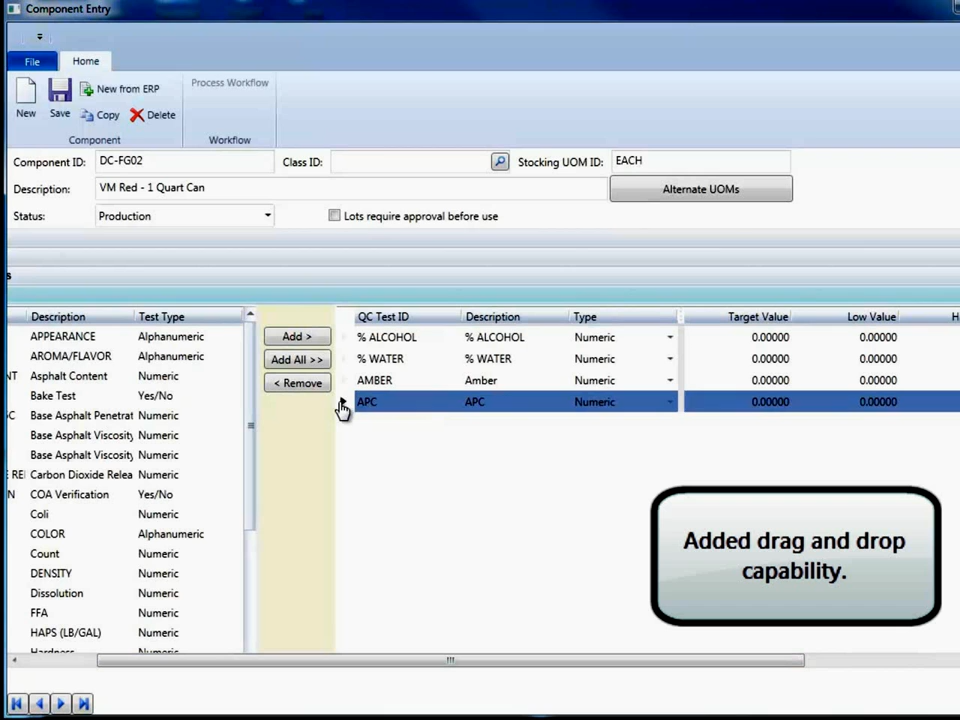 Component Entry
File Home
New Save New from ERP Copy Delete Process Workflow
Component Workflow
Component ID: DC-FG02 Class ID: Stocking UOM ID: EACH
Description: VM Red - 1 Quart Can Alternate UOMs
Status: Production Lots require approval before use
Description Test Type
APPEARANCE Alphanumeric
AROMA/FLAVOR Alphanumeric
NT Asphalt Content Numeric
Bake Test Yes/No
SC Base Asphalt Penetrat Numeric
Base Asphalt Viscosity Numeric
Base Asphalt Viscosity Numeric
E REI Carbon Dioxide Relea Numeric
N COA Verification Yes/No
Coli Numeric
COLOR Alphanumeric
Count Numeric
DENSITY Numeric
Dissolution Numeric
FFA Numeric
HAPS (LB/GAL) Numeric
Hardness Numeric
Add >
Add All >>
< Remove
QC Test ID Description Type Target Value Low Value H
% ALCOHOL % ALCOHOL Numeric 0.00000 0.00000
% WATER % WATER Numeric 0.00000 0.00000
AMBER Amber Numeric 0.00000 0.00000
APC APC Numeric 0.00000 0.00000
Added drag and drop
capability.